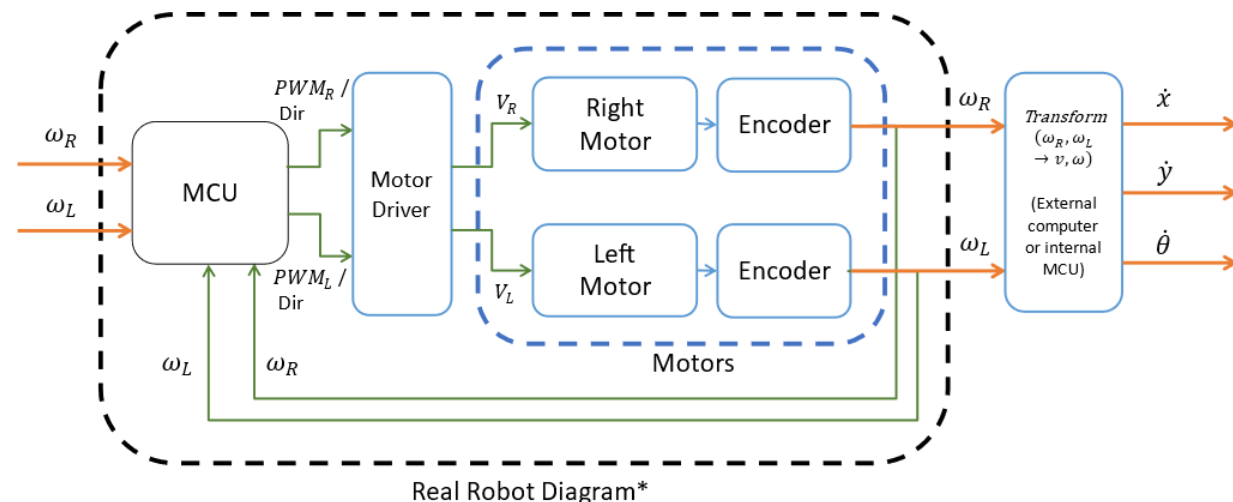 ω_R
ω_L
MCU
PWM_R /
Dir
PWM_L /
Dir
Motor
Driver
V_R
V_L
Right
Motor
Encoder
Left
Motor
Encoder
Motors
ω_R
ω_L
Transform
(ω_R, ω_L
→ v, ω)
(External
computer
or internal
MCU)
ẋ
ẏ
θ̇
ω_L
ω_R
Real Robot Diagram*